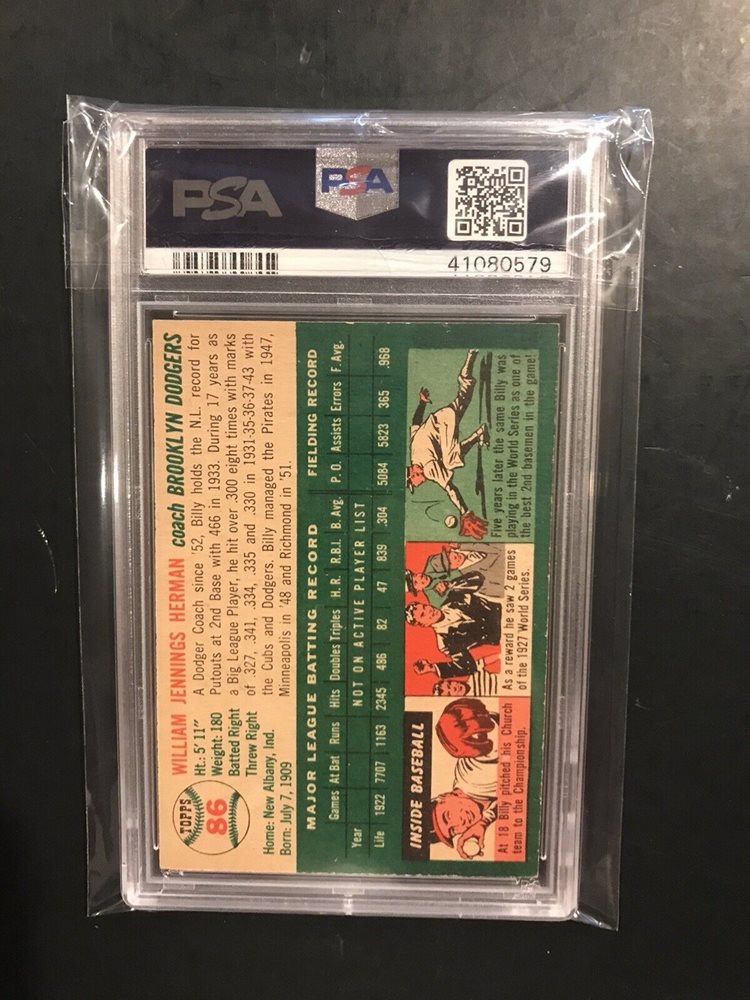 PSA
PSA
41080579
TOPPS
86
WILLIAM JENNINGS HERMAN coach BROOKLYN DODGERS
Ht.: 5' 11"
Weight: 180
Batted Right
Threw Right
Home: New Albany, Ind.
Born: July 7, 1909
A Dodger Coach since '52, Billy holds the N.L. record for
Putouts at 2nd Base with 466 in 1933. During 17 years as
a Big League Player, he hit over .300 eight times with marks
of .327, .341, .334, .335 and .330 in 1931-35-36-37-43 with
the Cubs and Dodgers. Billy managed the Pirates in 1947,
Minneapolis in '48 and Richmond in '51.
MAJOR LEAGUE BATTING RECORD FIELDING RECORD
Games At Bat Runs Hits Doubles Triples H.R. R.B.I. B. Avg. P.O. Assists Errors F. Avg.
Year NOT ON ACTIVE PLAYER LIST
Life 1922 7707 1163 2345 486 82 47 839 .304 5084 5823 365 .968
INSIDE BASEBALL
At 18 Billy pitched his Church
team to the Championship.
As a reward he saw 2 games
of the 1927 World Series.
Five years later the same Billy was
playing in the World Series as one of
the best 2nd basemen in the game!